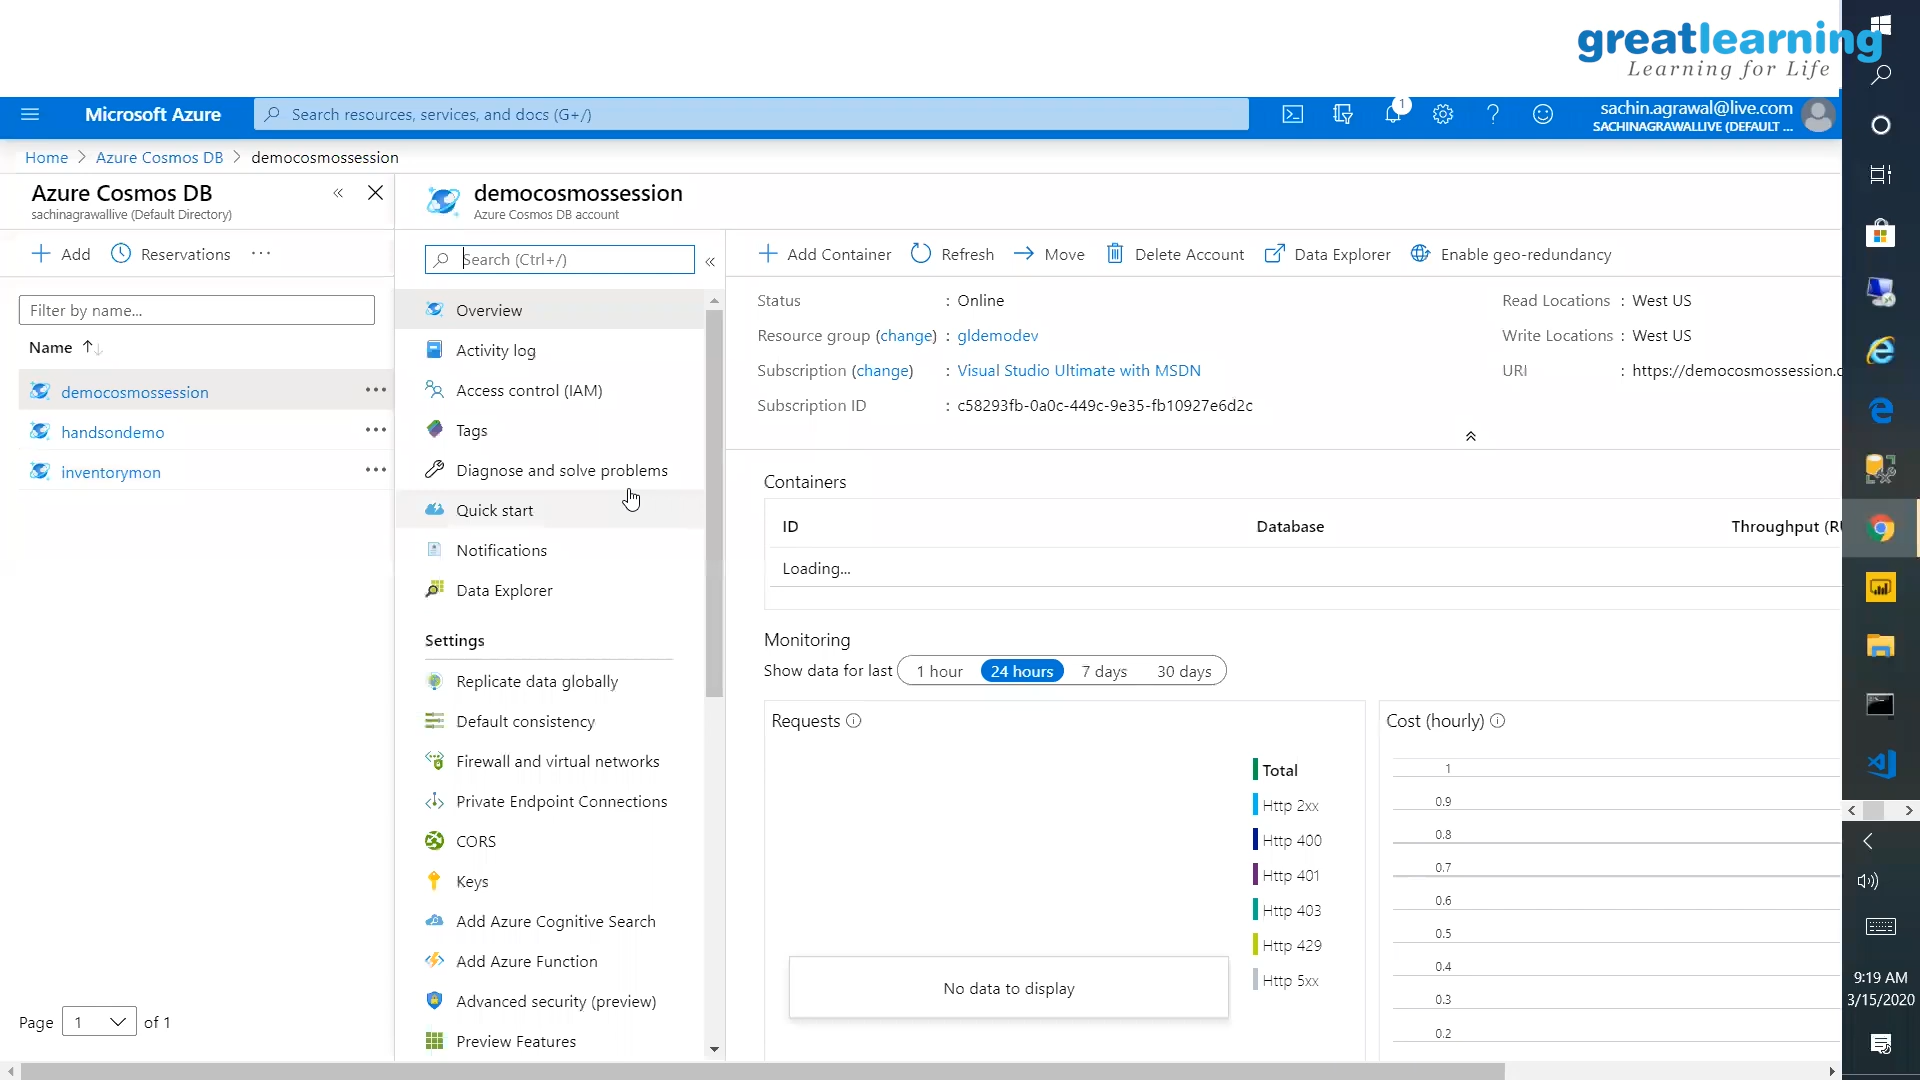 greatlearning
Learning for Life
Microsoft Azure
Search resources, services, and docs (G+/)
1
sachin.agrawal@live.com
SACHINAGRAWALLIVE (DEFAULT ...
Home > Azure Cosmos DB > democosmossession
Azure Cosmos DB
sachinagrawallive (Default Directory)
democosmossession
Azure Cosmos DB account
Add
Reservations
Search (Ctrl+/)
Add Container
Refresh
Move
Delete Account
Data Explorer
Enable geo-redundancy
Filter by name...
Name
democosmossession
handsondemo
inventorymon
Page 1 of 1
Overview
Activity log
Access control (IAM)
Tags
Diagnose and solve problems
Quick start
Notifications
Data Explorer
Settings
Replicate data globally
Default consistency
Firewall and virtual networks
Private Endpoint Connections
CORS
Keys
Add Azure Cognitive Search
Add Azure Function
Advanced security (preview)
Preview Features
Status : Online
Resource group (change) : gldemodev
Subscription (change) : Visual Studio Ultimate with MSDN
Subscription ID : c58293fb-0a0c-449c-9e35-fb10927e6d2c
Read Locations : West US
Write Locations : West US
URI : https://democosmossession.c
Containers
ID Database Throughput (RU
Loading...
Monitoring
Show data for last 1 hour 24 hours 7 days 30 days
Requests
Total
Http 2xx
Http 400
Http 401
Http 403
Http 429
Http 5xx
No data to display
Cost (hourly)
1
0.9
0.8
0.7
0.6
0.5
0.4
0.3
0.2
9:19 AM
3/15/2020